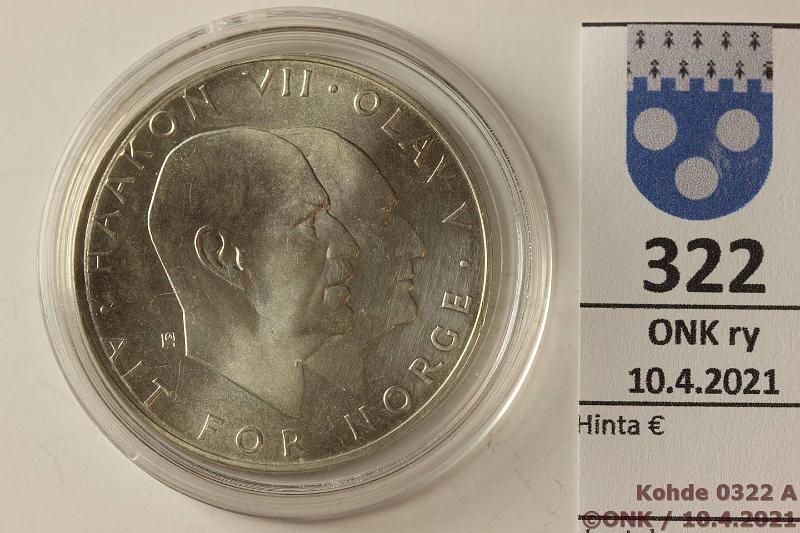 HAAKON VII · OLAV V ·
ALT FOR NORGE
322
ONK ry
10.4.2021
Hinta €
Kohde 0322 A
©ONK / 10.4.2021